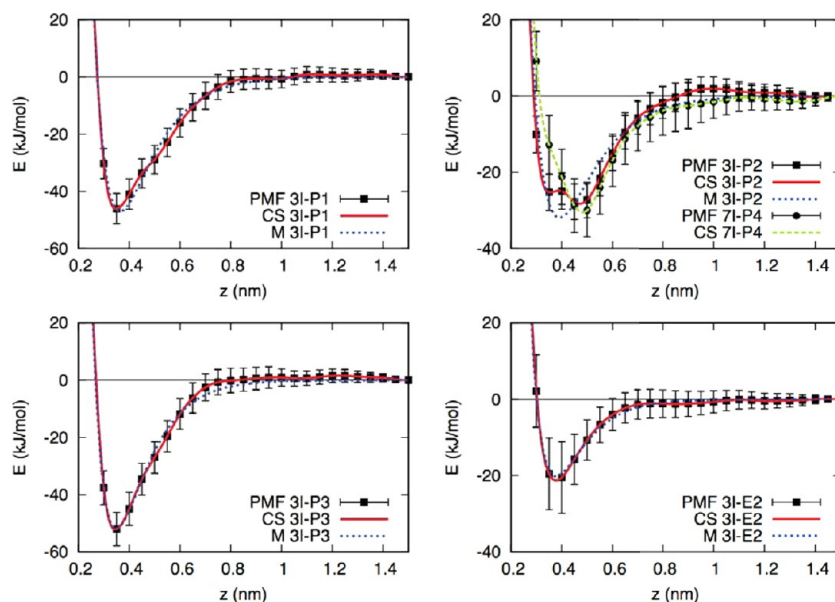 20
0
-20
-40
-60
E (kJ/mol)
PMF 3I-P1
CS 3I-P1
M 3I-P1
0.2 0.4 0.6 0.8 1 1.2 1.4
z (nm)
20
10
0
-10
-20
-30
-40
E (kJ/mol)
PMF 3I-P2
CS 3I-P2
M 3I-P2
PMF 7I-P4
CS 7I-P4
0.2 0.4 0.6 0.8 1 1.2 1.4
z (nm)
20
0
-20
-40
-60
E (kJ/mol)
PMF 3I-P3
CS 3I-P3
M 3I-P3
0.2 0.4 0.6 0.8 1 1.2 1.4
z (nm)
20
0
-20
-40
E (kJ/mol)
PMF 3I-E2
CS 3I-E2
M 3I-E2
0.2 0.4 0.6 0.8 1 1.2 1.4
z (nm)